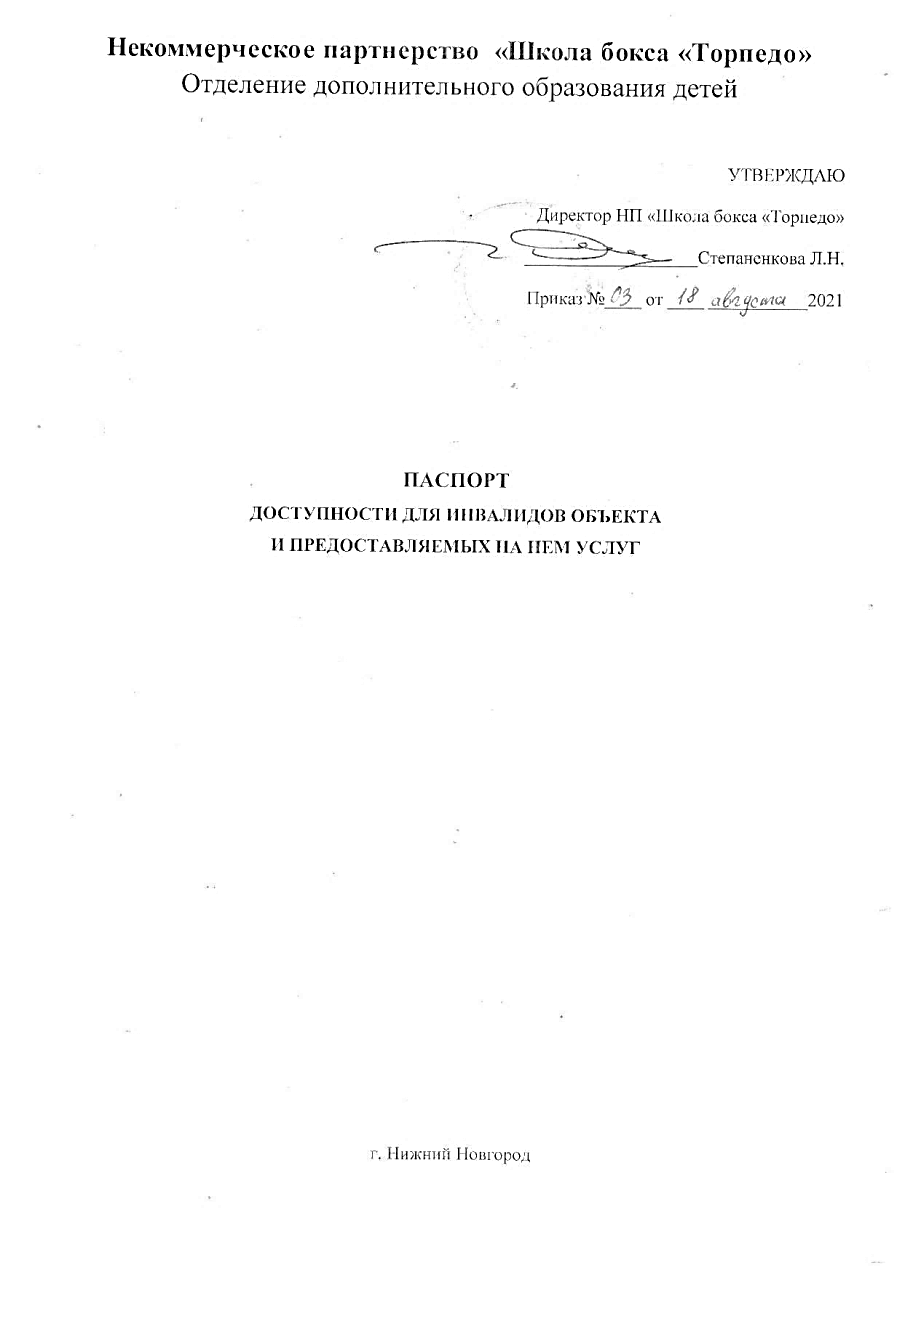 Некоммерческое партнерство «Школа бокса «Торпедо»
Отделение дополнительного образования детей
УТВЕРЖДАЮ
Директор НП «Школа бокса «Торпедо»
Степаненкова Л.Н.
Приказ № 03 от 18 августа 2021
ПАСПОРТ
ДОСТУПНОСТИ ДЛЯ ИНВАЛИДОВ ОБЪЕКТА
И ПРЕДОСТАВЛЯЕМЫХ НА НЕМ УСЛУГ
г. Нижний Новгород